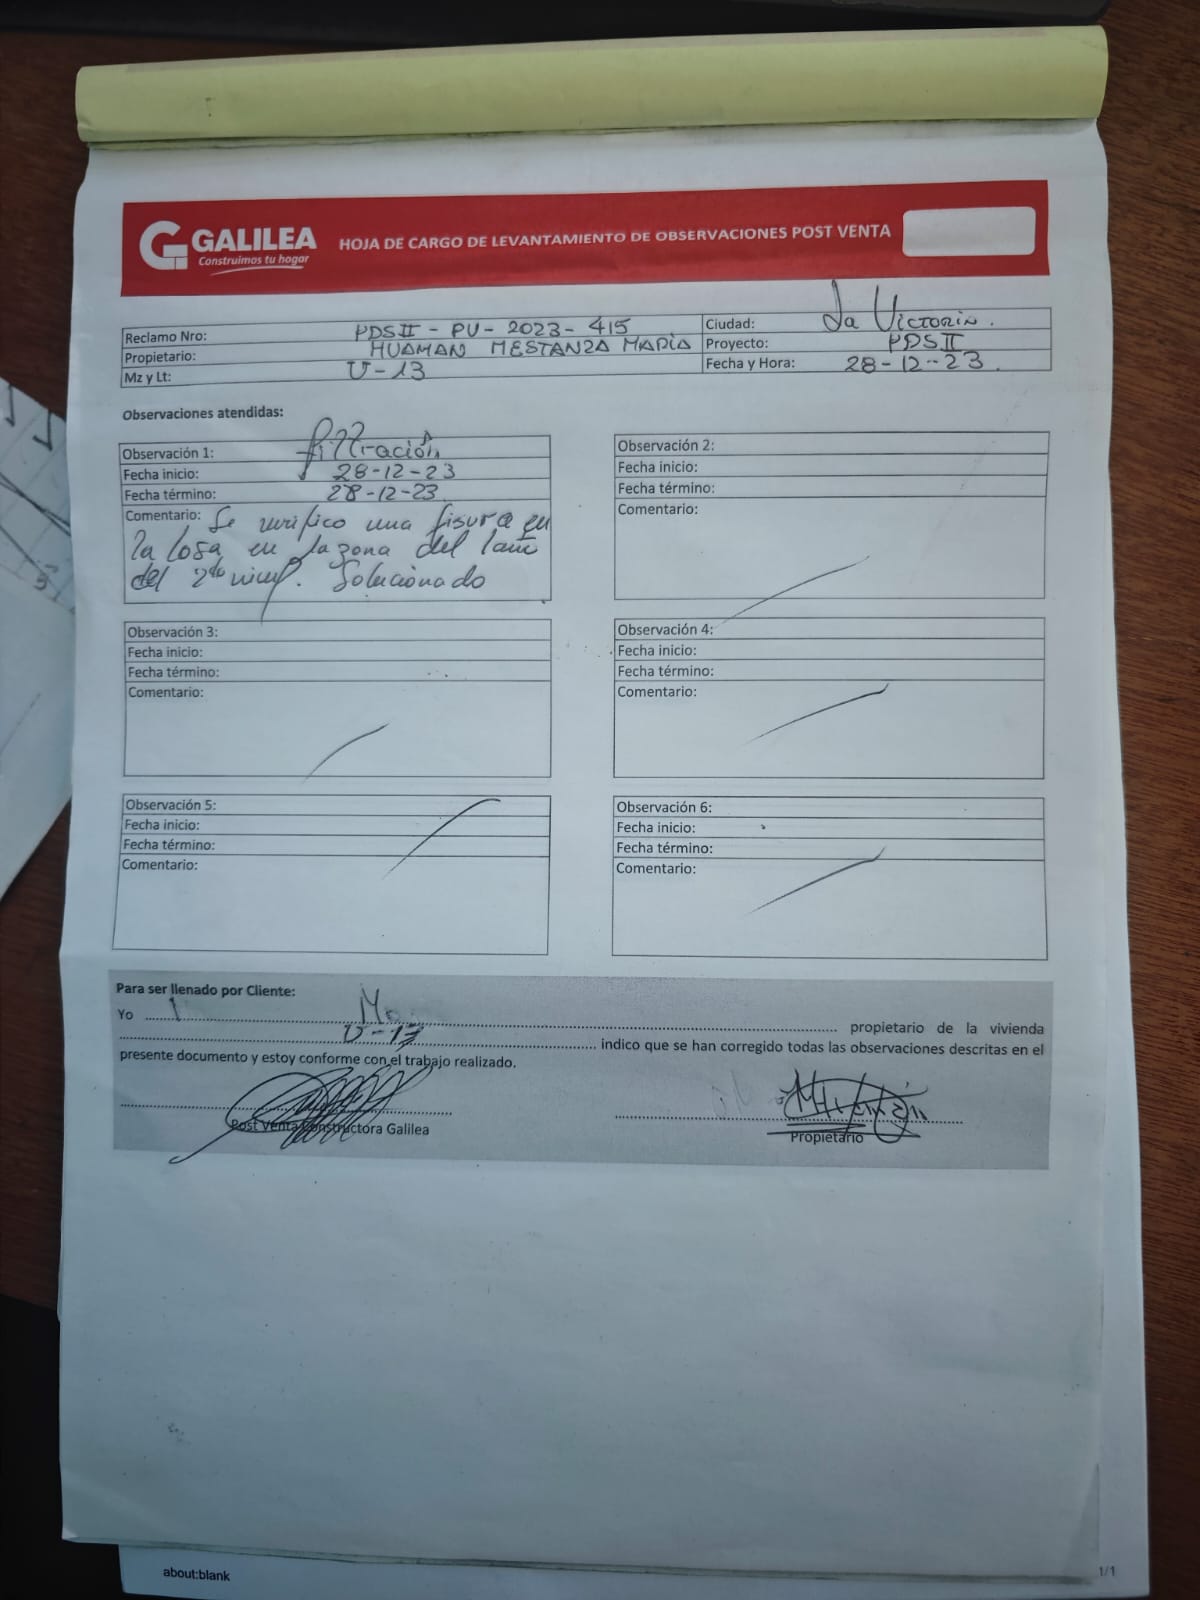 GALILEA
Construimos tu hogar
HOJA DE CARGO DE LEVANTAMIENTO DE OBSERVACIONES POST VENTA
Reclamo Nro: PDSII - PV - 2023 - 415
Ciudad: La Victoria.
Propietario: HUAMAN MESTANZA MARÍA
Proyecto: PDSII
Mz y Lt: U-13
Fecha y Hora: 28-12-23.
Observaciones atendidas:
Observación 1: filtración
Fecha inicio: 28-12-23
Fecha término: 28-12-23
Comentario: Se verifico una fisura en
la losa en la zona del
del 2do nivel. Solucionado
Observación 2:
Fecha inicio:
Fecha término:
Comentario:
Observación 3:
Fecha inicio:
Fecha término:
Comentario:
Observación 4:
Fecha inicio:
Fecha término:
Comentario:
Observación 5:
Fecha inicio:
Fecha término:
Comentario:
Observación 6:
Fecha inicio:
Fecha término:
Comentario:
Para ser llenado por Cliente:
Yo ........ propietario de la vivienda
U-13 ........ indico que se han corregido todas las observaciones descritas en el
presente documento y estoy conforme con el trabajo realizado.
Post Venta Constructora Galilea
Propietario
about:blank
1/1